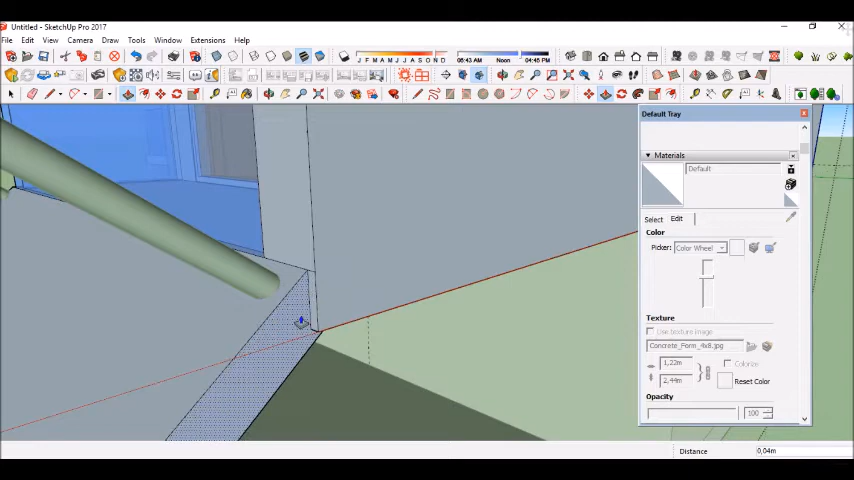 Untitled - SketchUp Pro 2017
File Edit View Camera Draw Tools Window Extensions Help
J F M A M J J A S O N D 06:43 AM Noon 04:45 PM
Default Tray
Materials
Default
Select Edit
Color
Picker: Color Wheel
Texture
Use texture image
Concrete_Form_4x8.jpg
1,22m Colorize
2,44m Reset Color
Opacity
100
Distance 0,04m